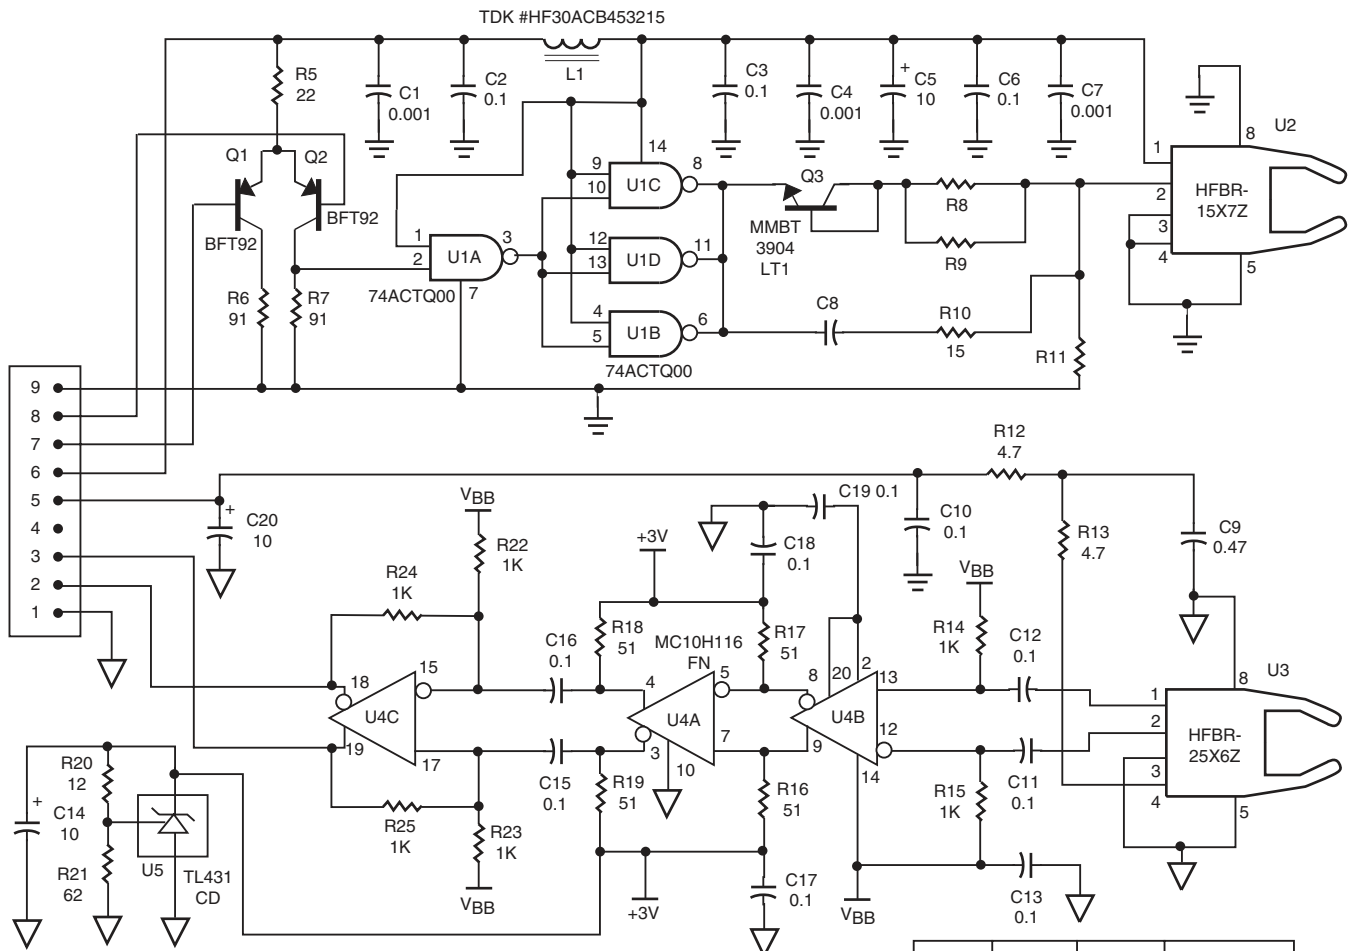 TDK #HF30ACB453215
L1
R5
22
C1
0.001
C2
0.1
C3
0.1
C4
0.001
+
C5
10
C6
0.1
C7
0.001
8
U2
1
2
3
4
5
HFBR-
15X7Z
Q1
Q2
BFT92
BFT92
R6
91
R7
91
1
2
3
7
U1A
74ACTQ00
14
9
10
8
U1C
12
13
11
U1D
4
5
6
U1B
74ACTQ00
Q3
MMBT
3904
LT1
R8
R9
C8
R10
15
R11
9
8
7
6
5
4
3
2
1
+
C20
10
VBB
R22
1K
R24
1K
18
15
U4C
19
17
R25
1K
R23
1K
VBB
C16
0.1
C15
0.1
+3V
R18
51
C18
0.1
C19 0.1
MC10H116
FN
R17
51
4
5
U4A
3
7
10
R19
51
R16
51
+3V
C17
0.1
8
20
2
13
U4B
12
9
14
VBB
C10
0.1
R12
4.7
R13
4.7
C9
0.47
VBB
R14
1K
C12
0.1
C11
0.1
R15
1K
C13
0.1
8
U3
1
2
3
4
5
HFBR-
25X6Z
R20
12
+
C14
10
R21
62
U5
TL431
CD